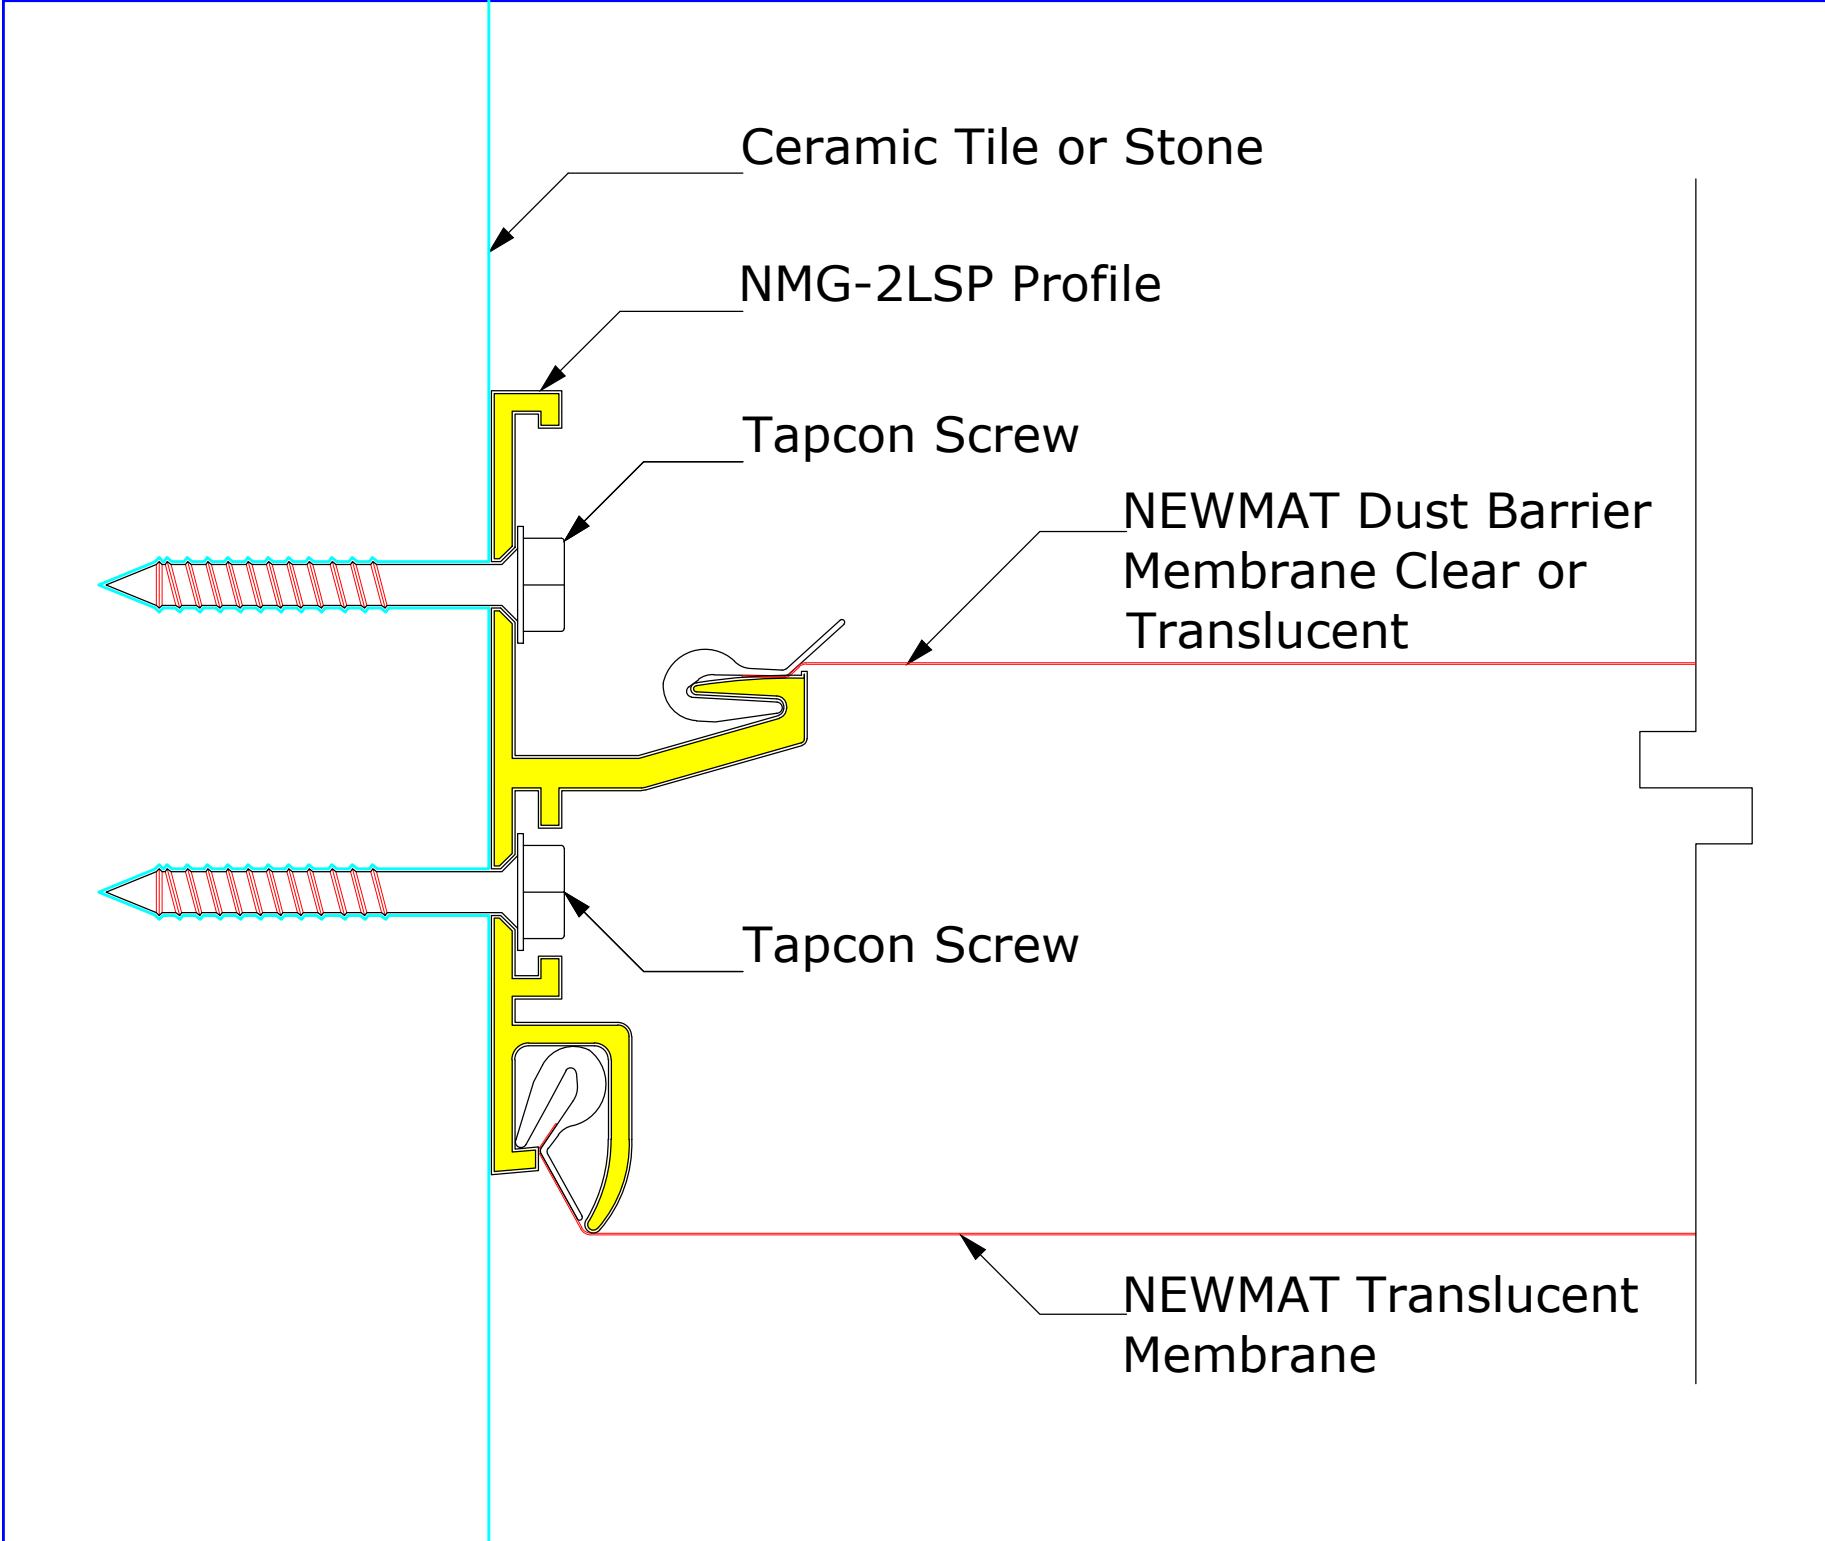 Ceramic Tile or Stone
NMG-2LSP Profile
Tapcon Screw
NEWMAT Dust Barrier
Membrane Clear or
Translucent
Tapcon Screw
NEWMAT Translucent
Membrane